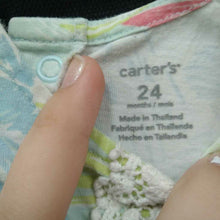 carter's®
24
months / mois
Made in Thailand
Fabriqué en Thaïlande
Hecho en Tailandia